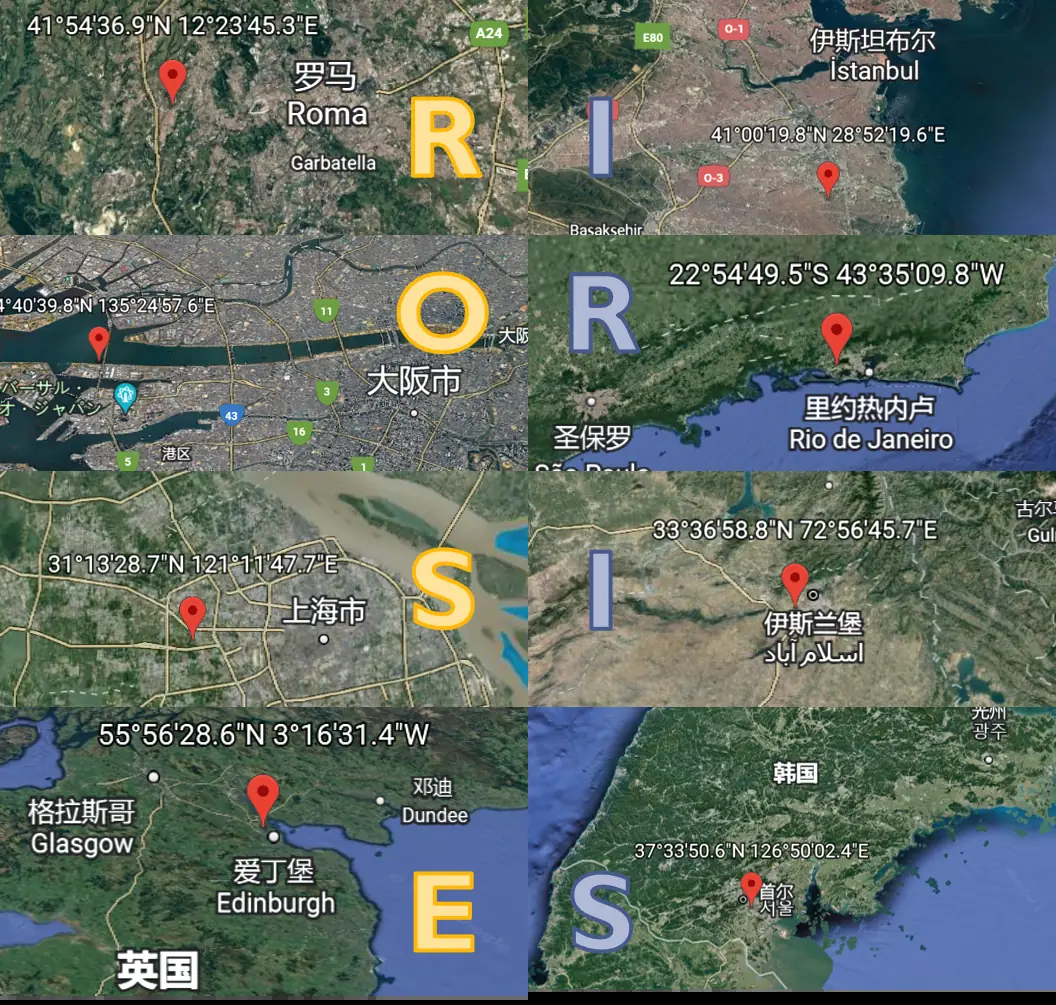 41°54'36.9"N 12°23'45.3"E
A24
罗马
Roma
Garbatella
R
E80
O-1
伊斯坦布尔
İstanbul
I
41°00'19.8"N 28°52'19.6"E
O-3
Basaksehir
4°40'39.8"N 135°24'57.6"E
11
O
大阪
大阪市
3
バーサル・
オ・ジャパン
43
16
港区
5
1
22°54'49.5"S 43°35'09.8"W
R
里约热内卢
Rio de Janeiro
圣保罗
São Paulo
31°13'28.7"N 121°11'47.7"E
S
上海市
33°36'58.8"N 72°56'45.7"E
I
伊斯兰堡
اسلام آباد
古尔
Gul
55°56'28.6"N 3°16'31.4"W
格拉斯哥
Glasgow
邓迪
Dundee
爱丁堡
Edinburgh
E
英国
光州
광주
韩国
37°33'50.6"N 126°50'02.4"E
首尔
서울
S